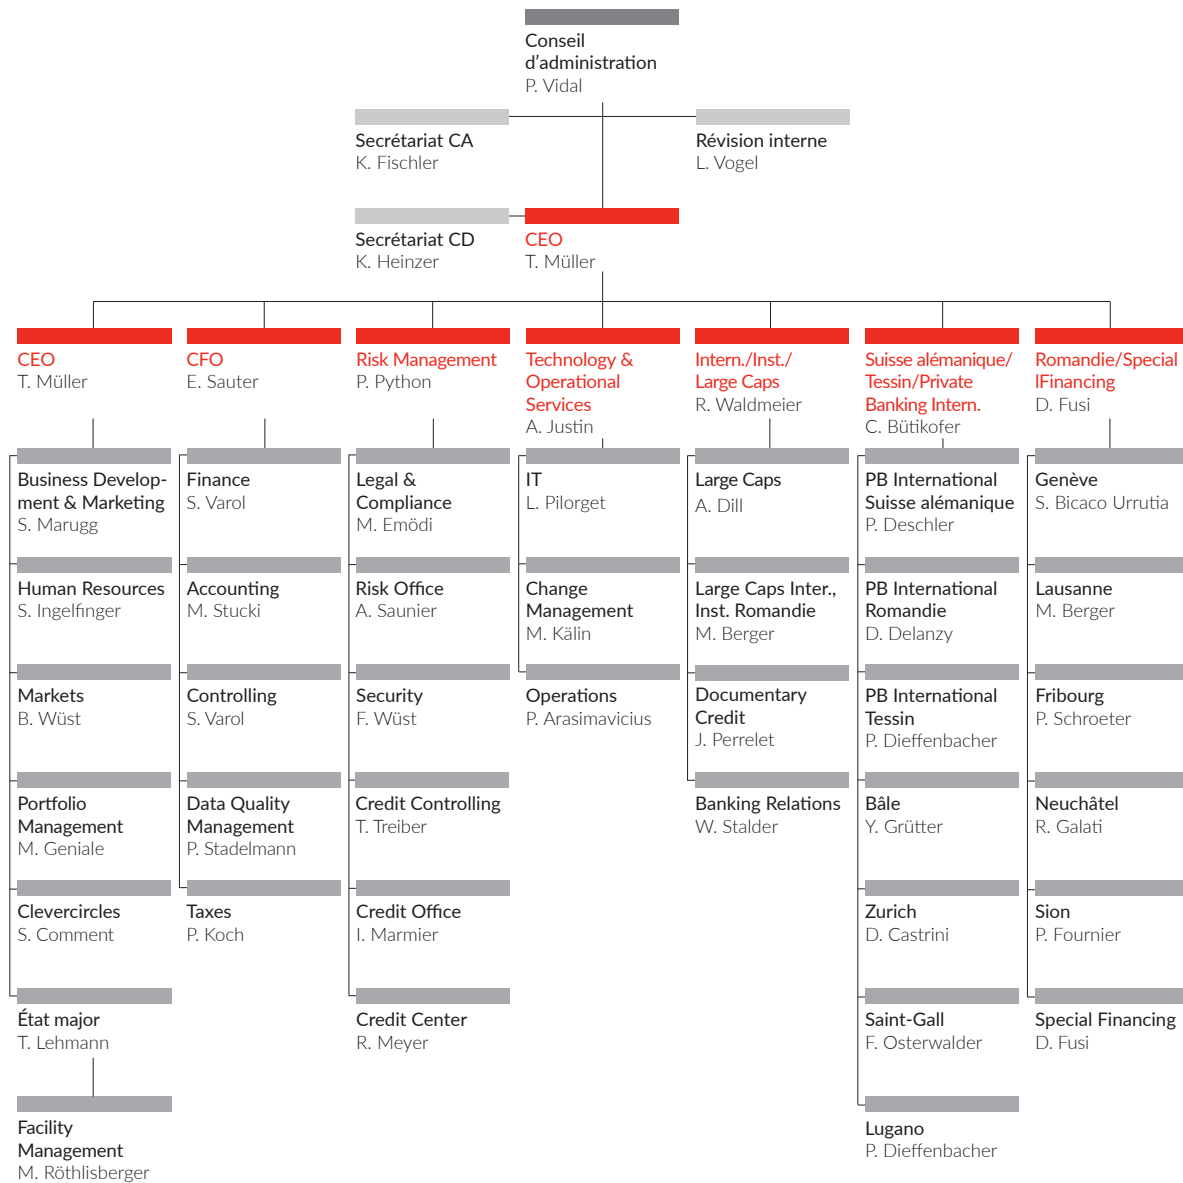 Conseil
d'administration
P. Vidal
Secrétariat CA
K. Fischler
Révision interne
L. Vogel
Secrétariat CD
K. Heinzer
CEO
T. Müller
CEO
T. Müller
Business Develop-
ment & Marketing
S. Marugg
Human Resources
S. Ingelfinger
Markets
B. Wüst
Portfolio
Management
M. Geniale
Clevercircles
S. Comment
État major
T. Lehmann
Facility
Management
M. Röthlisberger
CFO
E. Sauter
Finance
S. Varol
Accounting
M. Stucki
Controlling
S. Varol
Data Quality
Management
P. Stadelmann
Taxes
P. Koch
Risk Management
P. Python
Legal &
Compliance
M. Emödi
Risk Office
A. Saunier
Security
F. Wüst
Credit Controlling
T. Treiber
Credit Office
I. Marmier
Credit Center
R. Meyer
Technology &
Operational
Services
A. Justin
IT
L. Pilorget
Change
Management
M. Kälin
Operations
P. Arasimavicius
Intern./Inst./
Large Caps
R. Waldmeier
Large Caps
A. Dill
Large Caps Inter.,
Inst. Romandie
M. Berger
Documentary
Credit
J. Perrelet
Banking Relations
W. Stalder
Suisse alémanique/
Tessin/Private
Banking Intern.
C. Bütikofer
PB International
Suisse alémanique
P. Deschler
PB International
Romandie
D. Delanzy
PB International
Tessin
P. Dieffenbacher
Bâle
Y. Grütter
Zurich
D. Castrini
Saint-Gall
F. Osterwalder
Lugano
P. Dieffenbacher
Romandie/Special
lFinancing
D. Fusi
Genève
S. Bicaco Urrutia
Lausanne
M. Berger
Fribourg
P. Schroeter
Neuchâtel
R. Galati
Sion
P. Fournier
Special Financing
D. Fusi